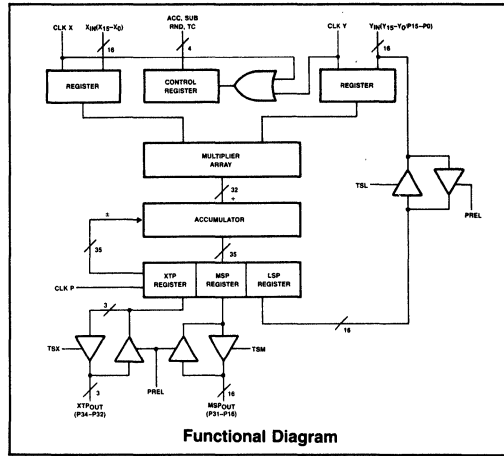 CLK X
XIN(X15-X0)
16
ACC, SUB
RND, TC
4
CLK Y
YIN(Y15-Y0/P15-P0)
16
REGISTER
CONTROL
REGISTER
REGISTER
MULTIPLIER
ARRAY
32
+
TSL
PREL
±
ACCUMULATOR
35
35
XTP
REGISTER
MSP
REGISTER
LSP
REGISTER
CLK P
3
16
TSX
TSM
3
PREL
16
XTPOUT
(P34-P32)
MSPOUT
(P31-P16)
Functional Diagram